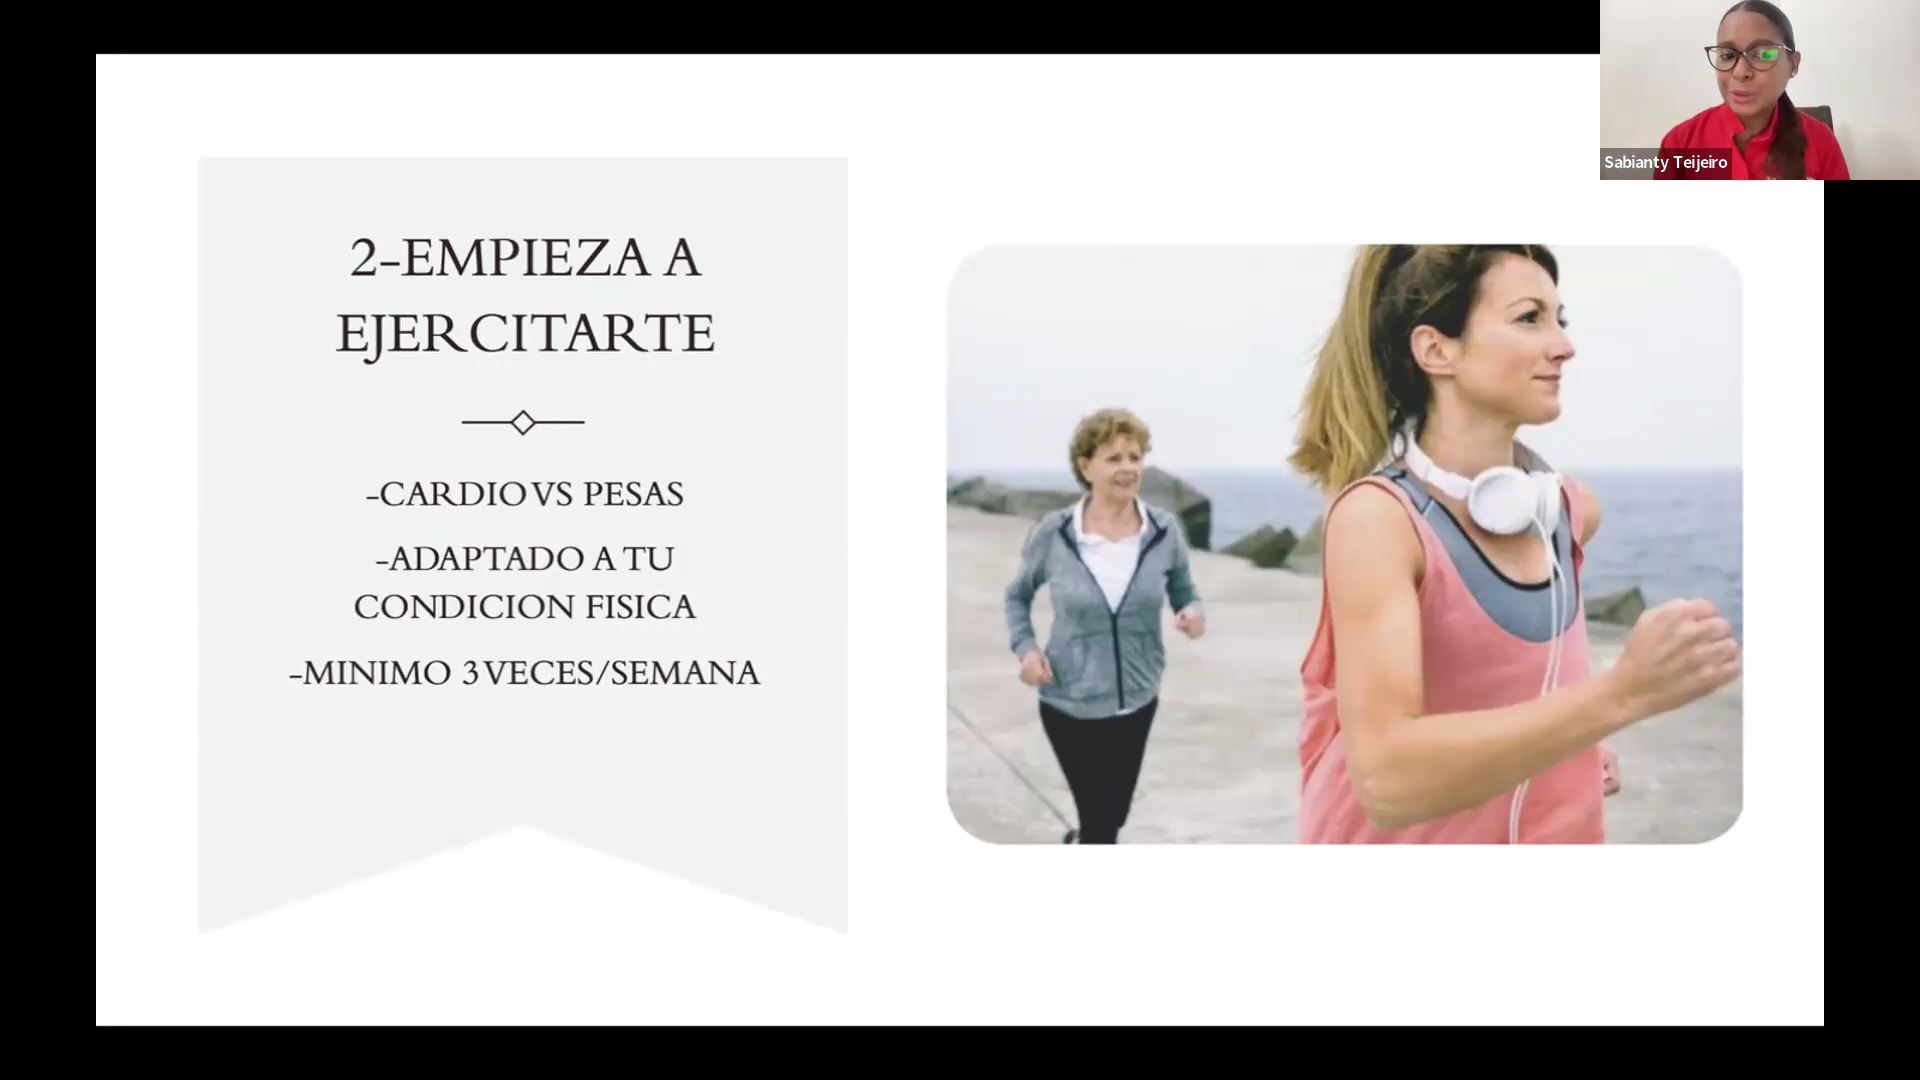 2-EMPIEZA A
EJERCITARTE
-CARDIO VS PESAS
-ADAPTADO A TU
CONDICION FISICA
-MINIMO 3 VECES/SEMANA
Sabianty Teijeiro